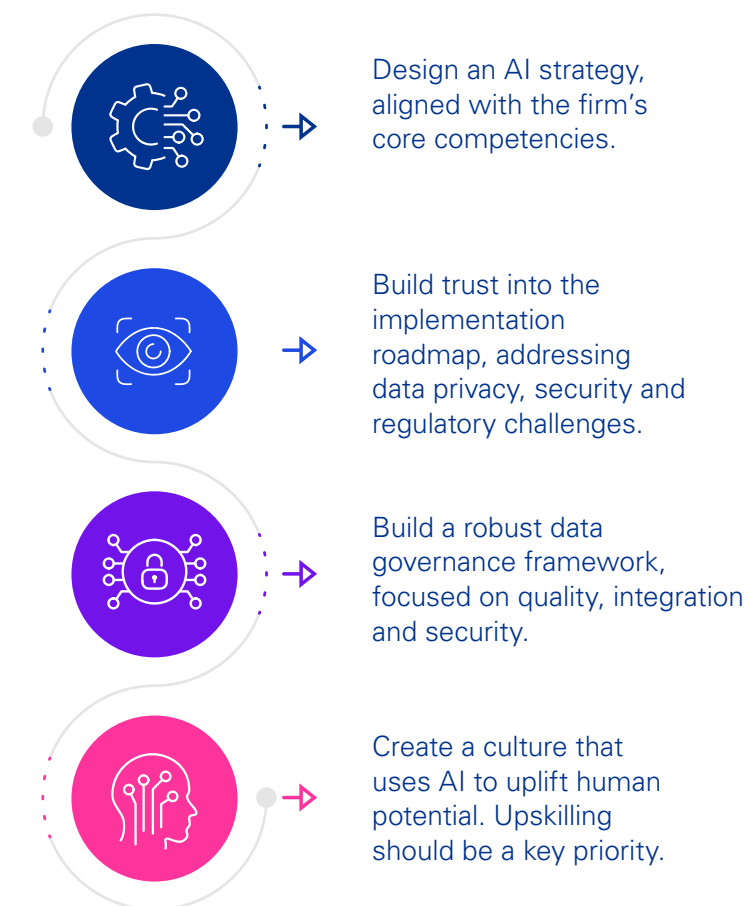 Design an AI strategy,
aligned with the firm’s
core competencies.
Build trust into the
implementation
roadmap, addressing
data privacy, security and
regulatory challenges.
Build a robust data
governance framework,
focused on quality, integration
and security.
Create a culture that
uses AI to uplift human
potential. Upskilling
should be a key priority.